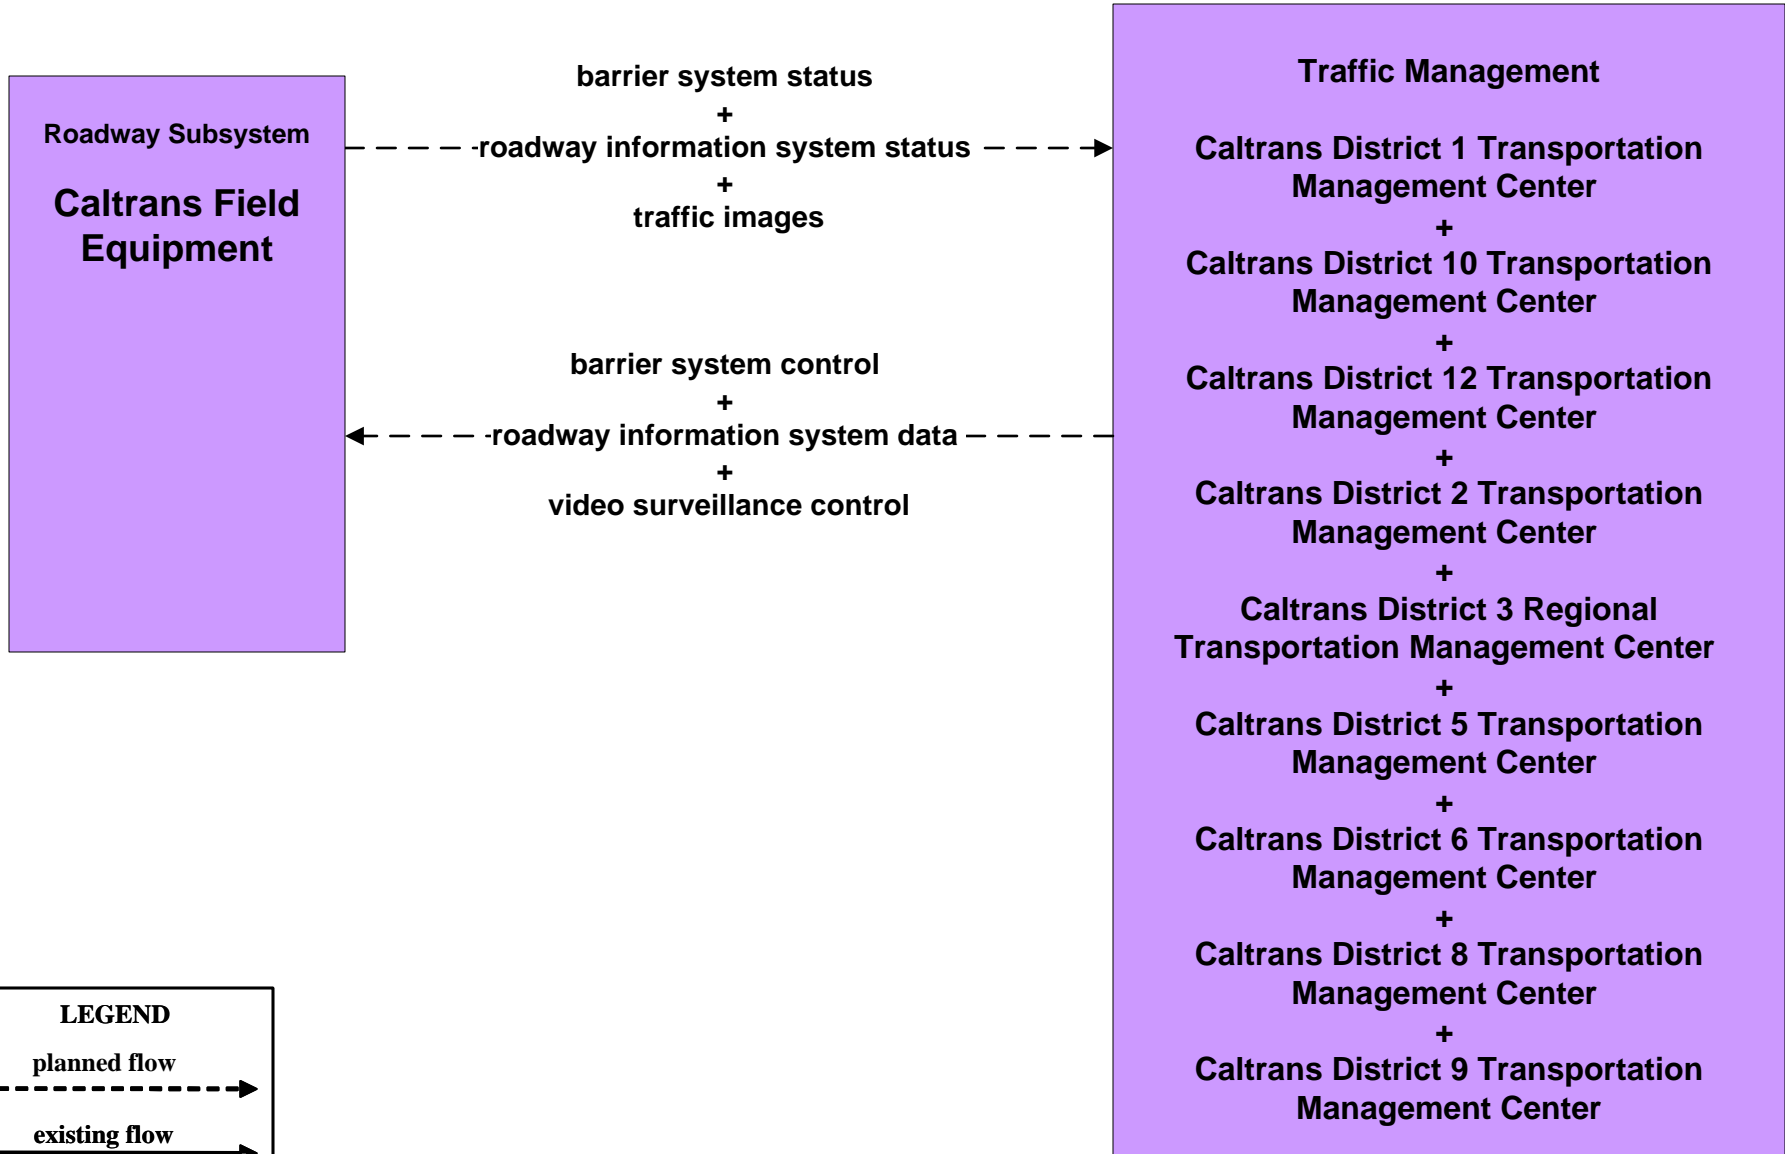 Roadway Subsystem
Caltrans Field
Equipment
barrier system status
+
roadway information system status
+
traffic images
barrier system control
+
roadway information system data
+
video surveillance control
Traffic Management
Caltrans District 1 Transportation
Management Center
+
Caltrans District 10 Transportation
Management Center
+
Caltrans District 12 Transportation
Management Center
+
Caltrans District 2 Transportation
Management Center
+
Caltrans District 3 Regional
Transportation Management Center
+
Caltrans District 5 Transportation
Management Center
+
Caltrans District 6 Transportation
Management Center
+
Caltrans District 8 Transportation
Management Center
+
Caltrans District 9 Transportation
Management Center
LEGEND
planned flow
existing flow